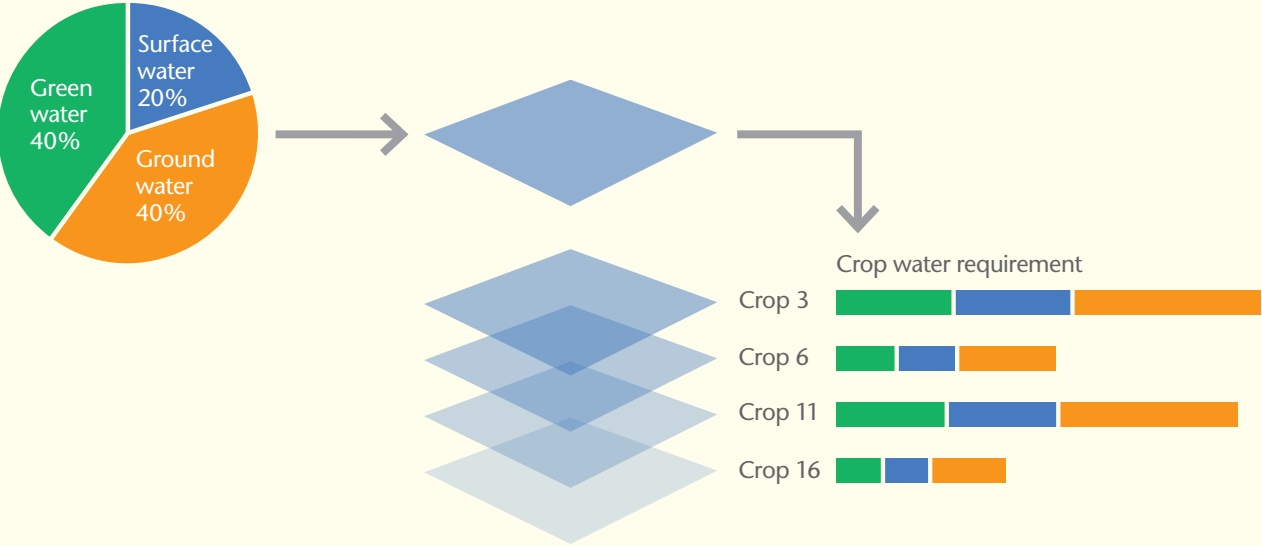 Surface
water
20%
Green
water
40%
Ground
water
40%
Crop water requirement
Crop 3
Crop 6
Crop 11
Crop 16